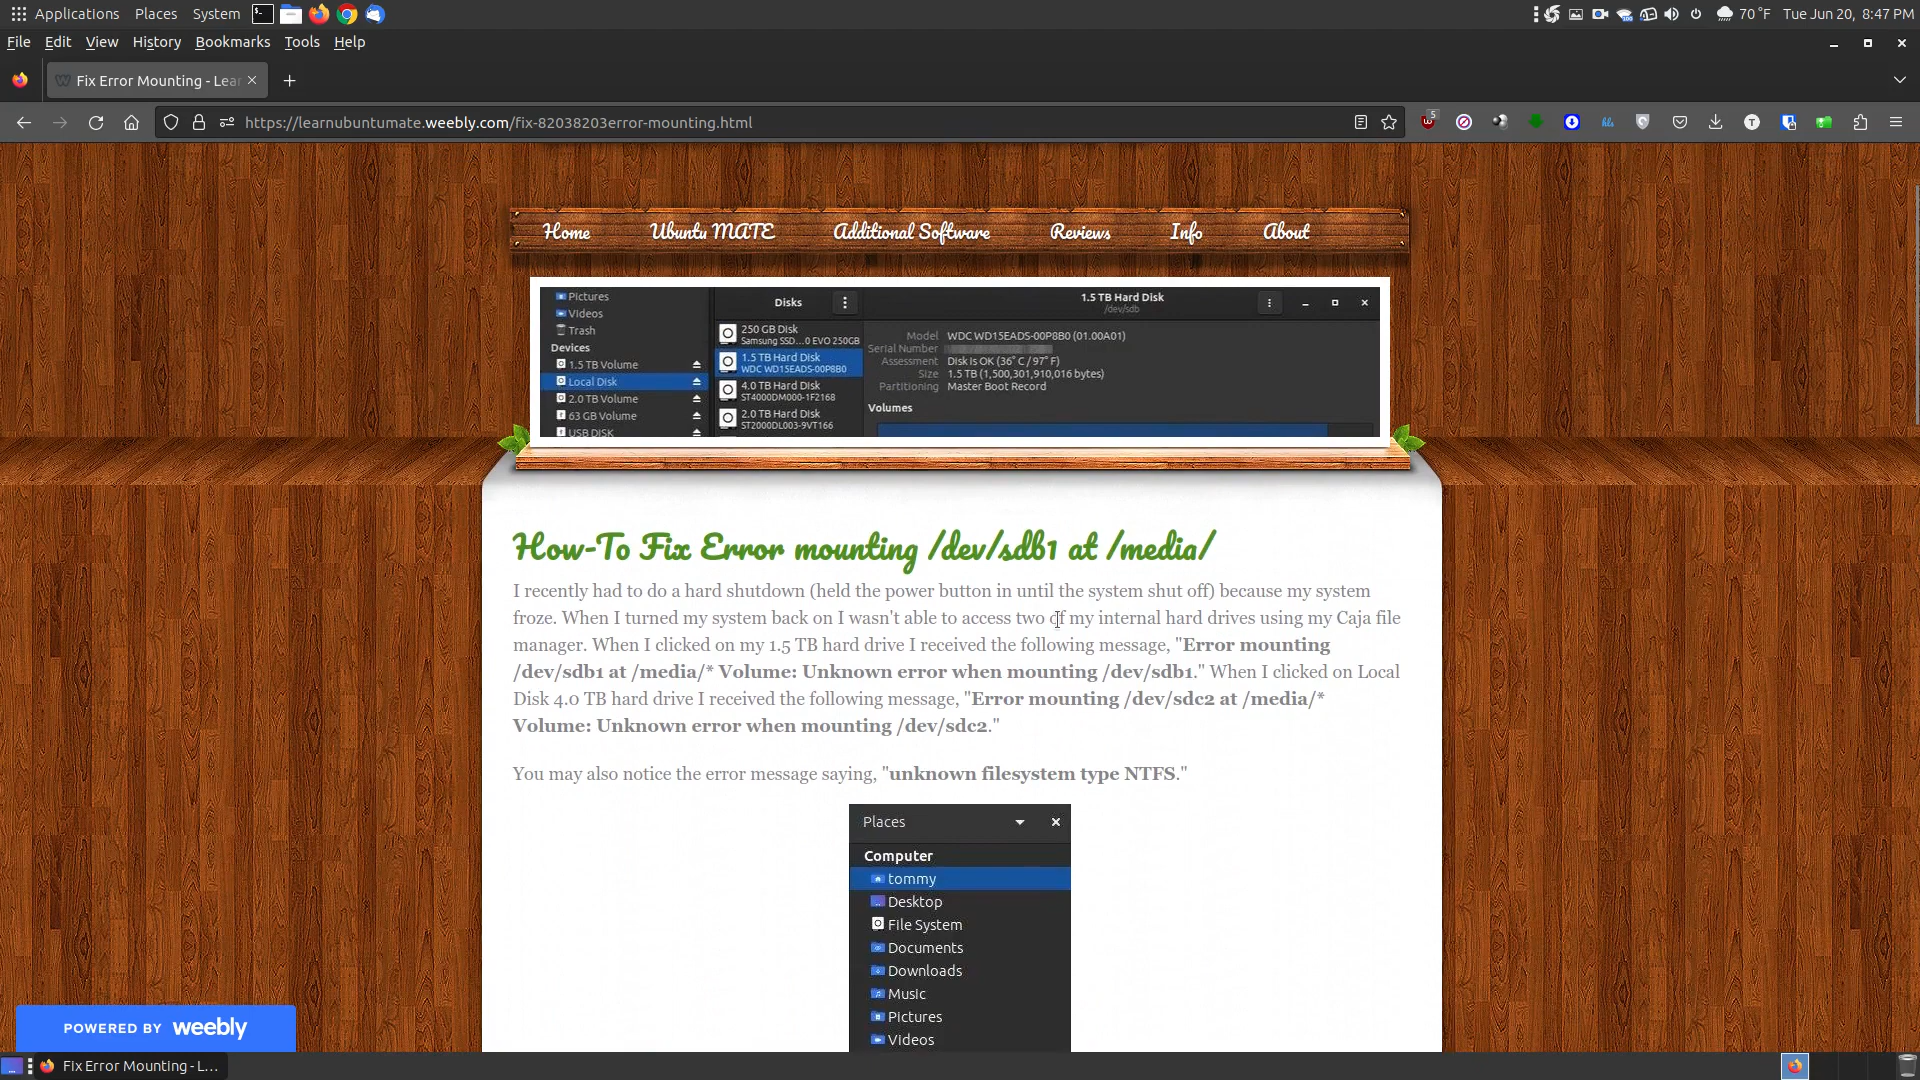 Applications Places System 70 °F Tue Jun 20, 8:47 PM
File Edit View History Bookmarks Tools Help
Fix Error Mounting - Lear
https://learnubuntumate.weebly.com/fix-82038203error-mounting.html
Home Ubuntu MATE Additional Software Reviews Info About
Pictures
Videos
Trash
Devices
1.5 TB Volume
Local Disk
2.0 TB Volume
63 GB Volume
USB DISK
Disks
250 GB Disk
Samsung SSD...0 EVO 250GB
1.5 TB Hard Disk
WDC WD15EADS-00P8B0
4.0 TB Hard Disk
ST4000DM000-1F2168
2.0 TB Hard Disk
ST2000DL003-9VT166
1.5 TB Hard Disk
/dev/sdb
Model WDC WD15EADS-00P8B0 (01.00A01)
Serial Number
Assessment Disk is OK (36° C / 97° F)
Size 1.5 TB (1,500,301,910,016 bytes)
Partitioning Master Boot Record
Volumes
How-To Fix Error mounting /dev/sdb1 at /media/
I recently had to do a hard shutdown (held the power button in until the system shut off) because my system
froze. When I turned my system back on I wasn't able to access two of my internal hard drives using my Caja file
manager. When I clicked on my 1.5 TB hard drive I received the following message, "Error mounting
/dev/sdb1 at /media/* Volume: Unknown error when mounting /dev/sdb1." When I clicked on Local
Disk 4.0 TB hard drive I received the following message, "Error mounting /dev/sdc2 at /media/*
Volume: Unknown error when mounting /dev/sdc2."
You may also notice the error message saying, "unknown filesystem type NTFS."
Places
Computer
tommy
Desktop
File System
Documents
Downloads
Music
Pictures
Videos
POWERED BY weebly
Fix Error Mounting - L...